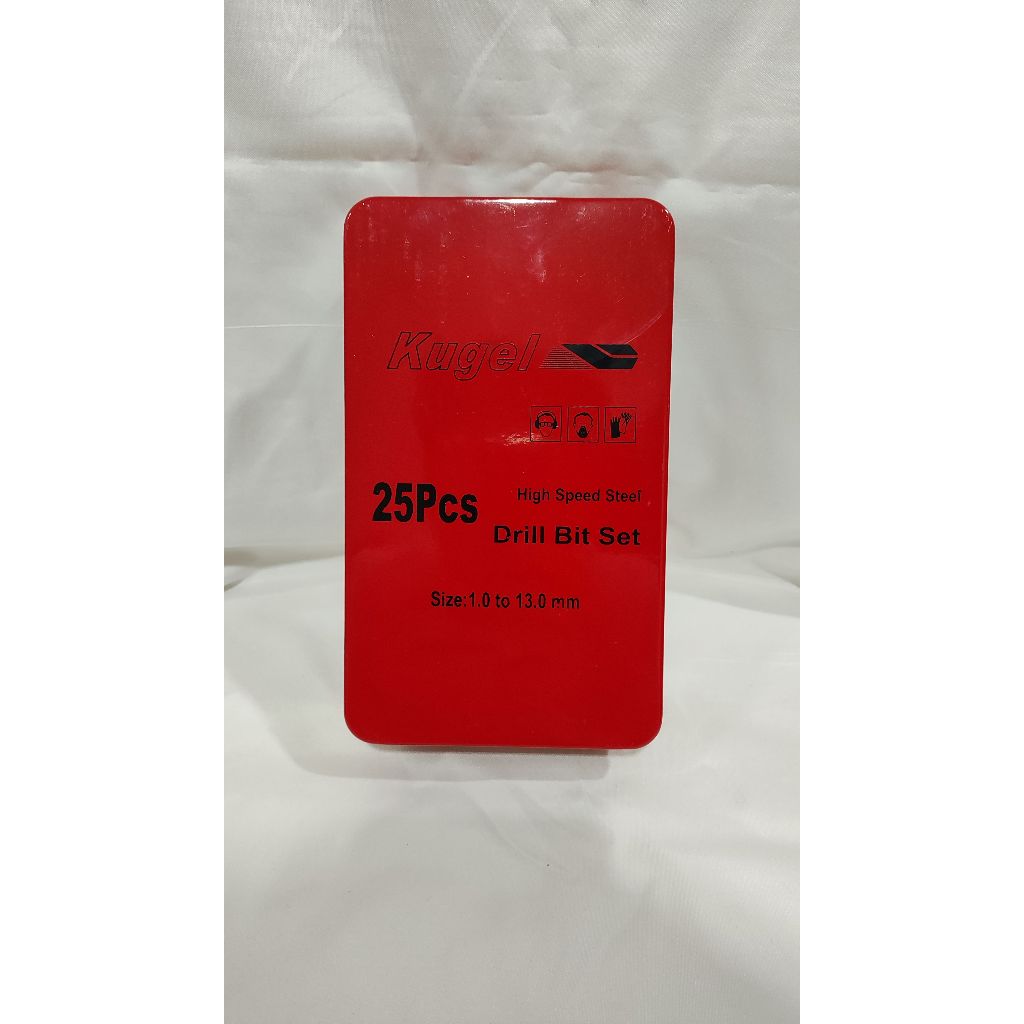 Kugel
25Pcs
High Speed Steel
Drill Bit Set
Size:1.0 to 13.0 mm